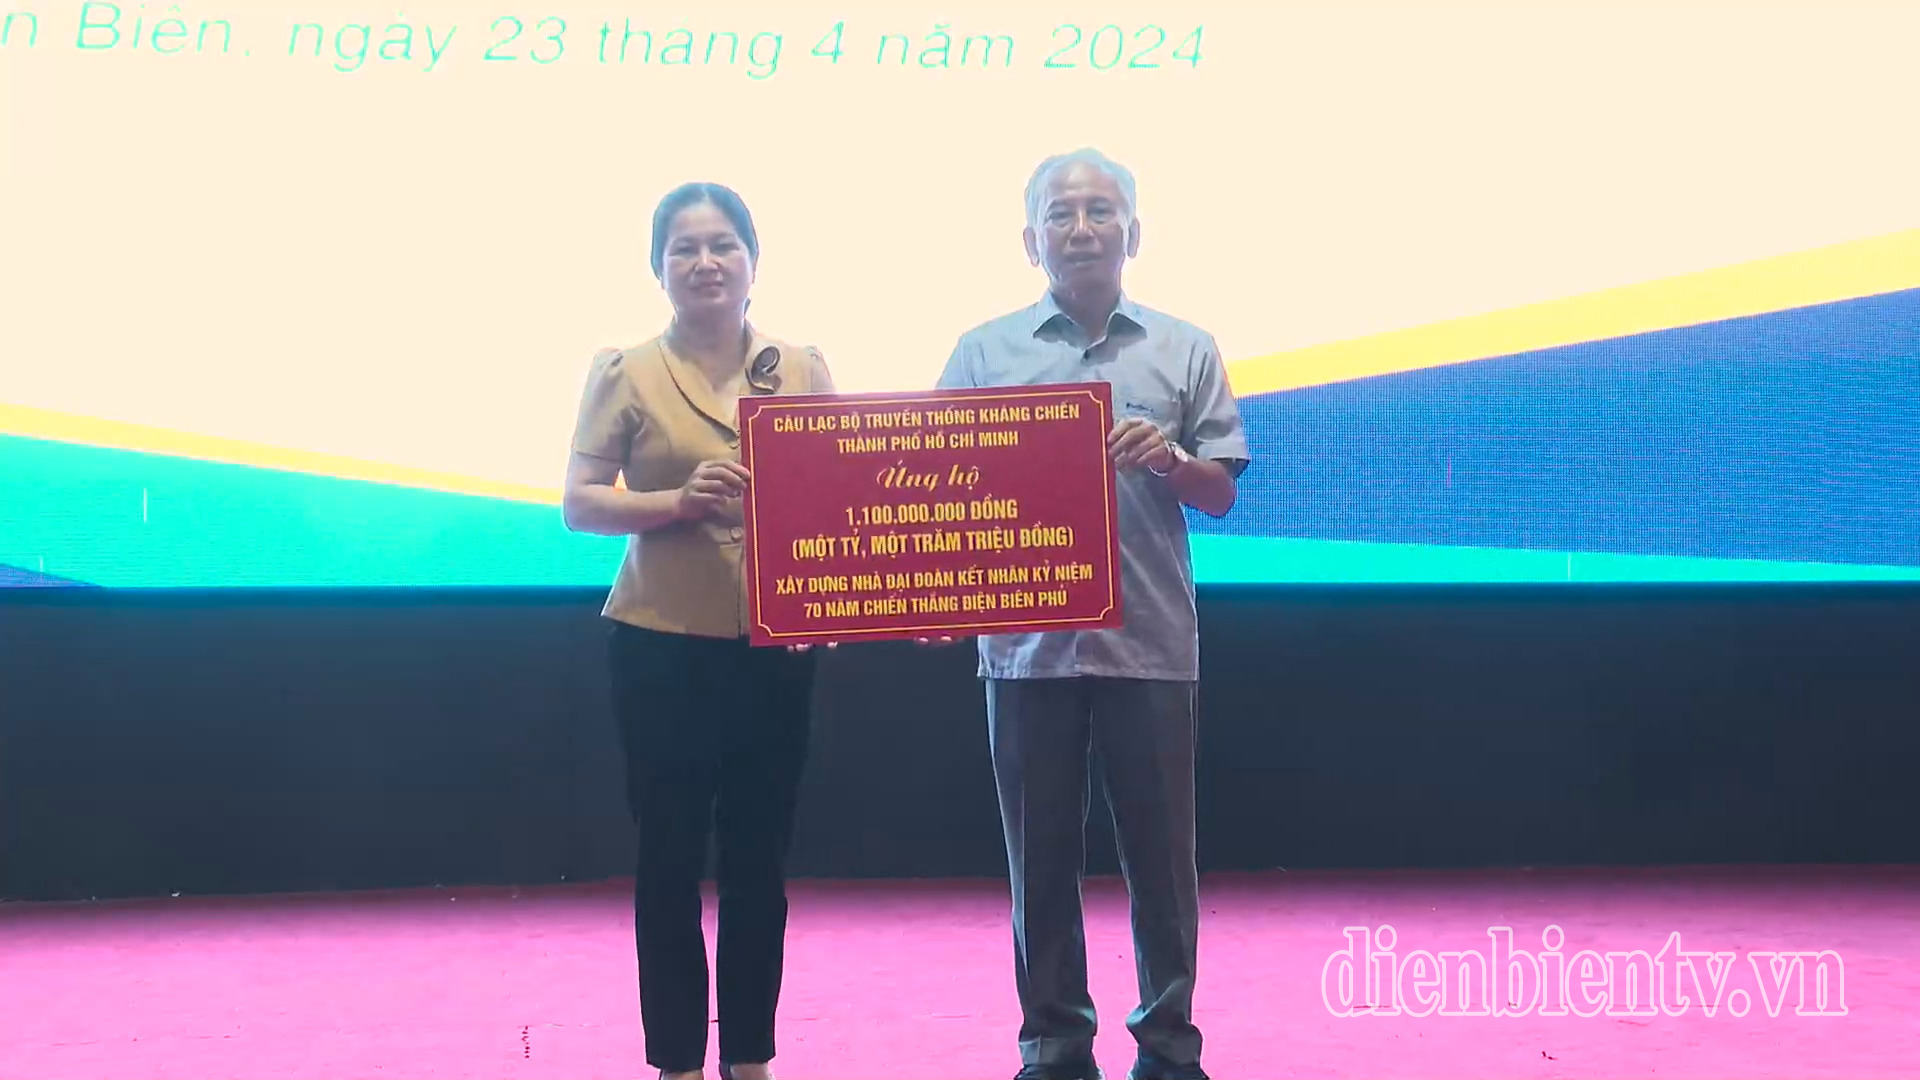 n Biên, ngày 23 tháng 4 năm 2024
CÂU LẠC BỘ TRUYỀN THỐNG KHÁNG CHIẾN
THÀNH PHỐ HỒ CHÍ MINH
Ủng hộ
1.100.000.000 ĐỒNG
(MỘT TỶ, MỘT TRĂM TRIỆU ĐỒNG)
XÂY DỰNG NHÀ ĐẠI ĐOÀN KẾT NHÂN KỶ NIỆM
70 NĂM CHIẾN THẮNG ĐIỆN BIÊN PHỦ
dienbientv.vn